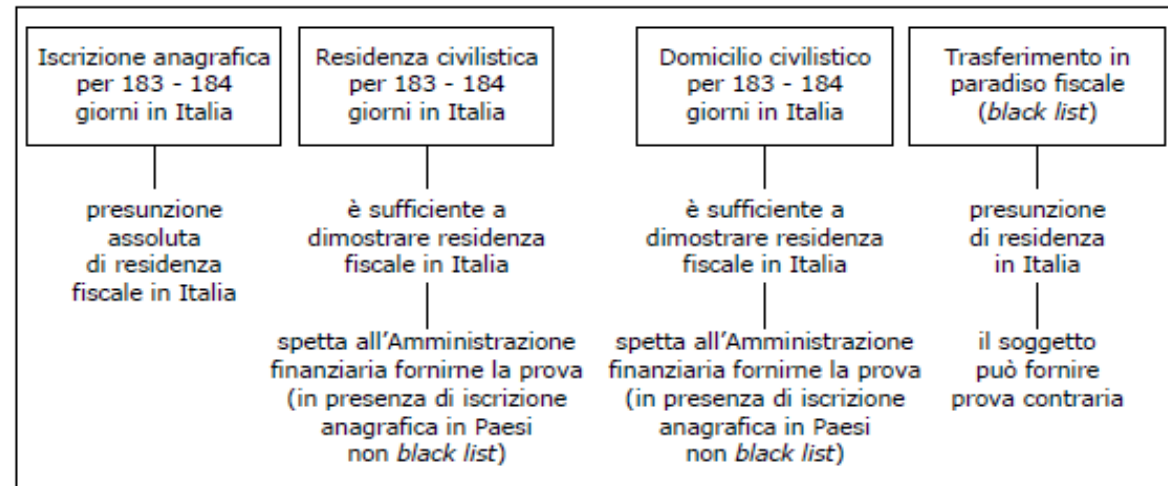 Iscrizione anagrafica
per 183 - 184
giorni in Italia
presunzione
assoluta
di residenza
fiscale in Italia
Residenza civilistica
per 183 - 184
giorni in Italia
è sufficiente a
dimostrare residenza
fiscale in Italia
spetta all'Amministrazione
finanziaria fornirne la prova
(in presenza di iscrizione
anagrafica in Paesi
non black list)
Domicilio civilistico
per 183 - 184
giorni in Italia
è sufficiente a
dimostrare residenza
fiscale in Italia
spetta all'Amministrazione
finanziaria fornirne la prova
(in presenza di iscrizione
anagrafica in Paesi
non black list)
Trasferimento in
paradiso fiscale
(black list)
presunzione
di residenza
in Italia
il soggetto
può fornire
prova contraria